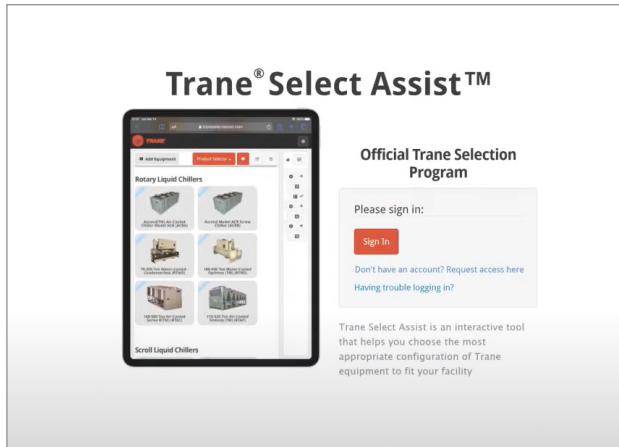 Trane® Select Assist™
TRANE
Add Equipment
Product Selector
Rotary Liquid Chillers
Scroll Liquid Chillers
Official Trane Selection
Program
Please sign in:
Sign In
Don't have an account? Request access here
Having trouble logging in?
Trane Select Assist is an interactive tool
that helps you choose the most
appropriate configuration of Trane
equipment to fit your facility